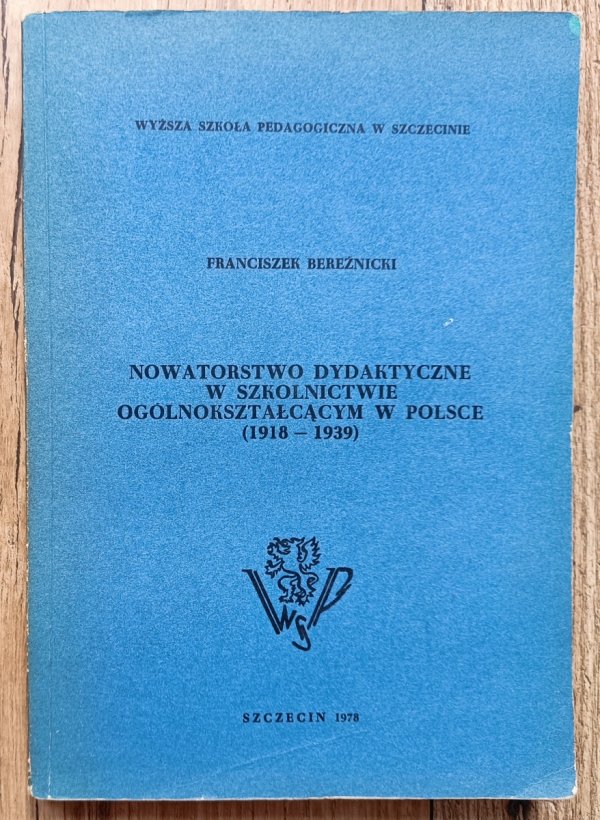 WYŻSZA SZKOŁA PEDAGOGICZNA W SZCZECINIE
FRANCISZEK BEREŹNICKI
NOWATORSTWO DYDAKTYCZNE
W SZKOLNICTWIE
OGÓLNOKSZTAŁCĄCYM W POLSCE
(1918 – 1939)
WSP
SZCZECIN 1978